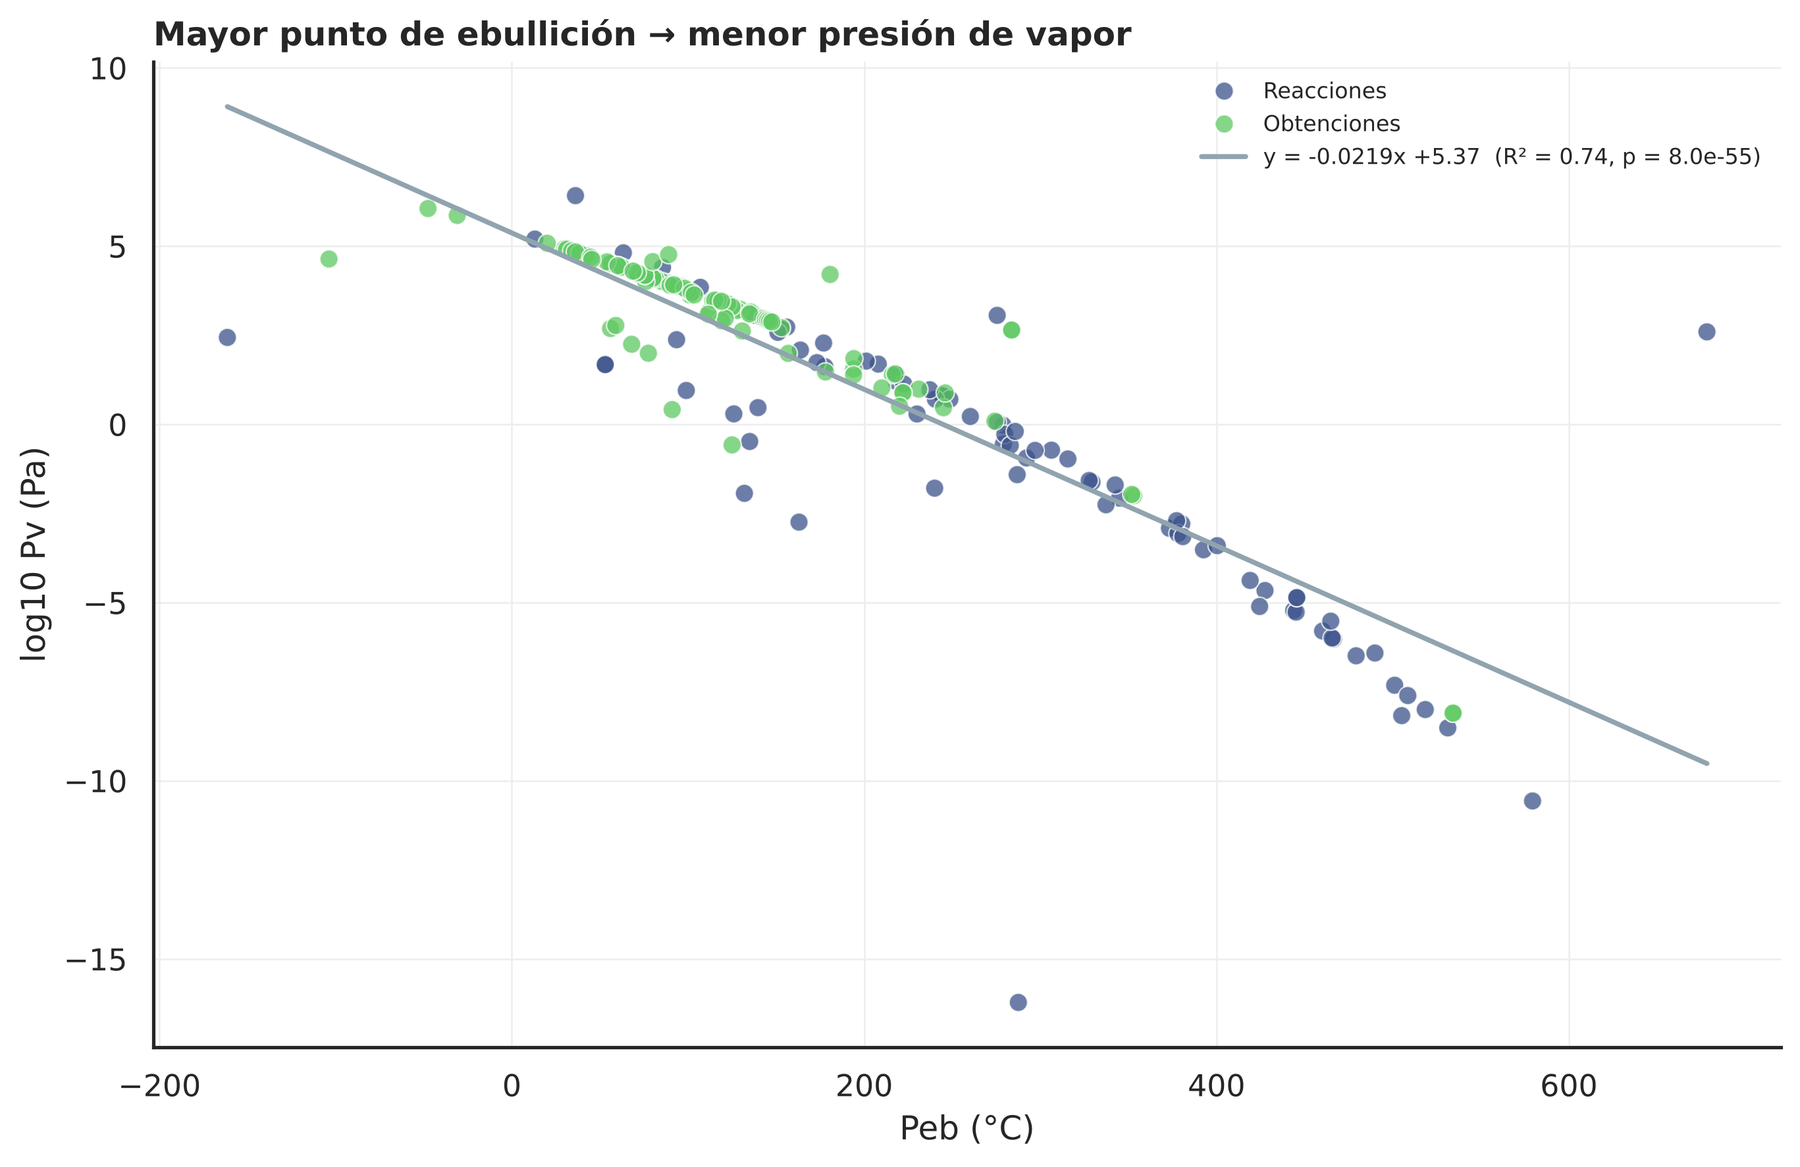 Mayor punto de ebullición → menor presión de vapor
10
5
0
−5
−10
−15
log10 Pv (Pa)
Reacciones
Obtenciones
y = -0.0219x +5.37 (R² = 0.74, p = 8.0e-55)
−200
0
200
400
600
Peb (°C)